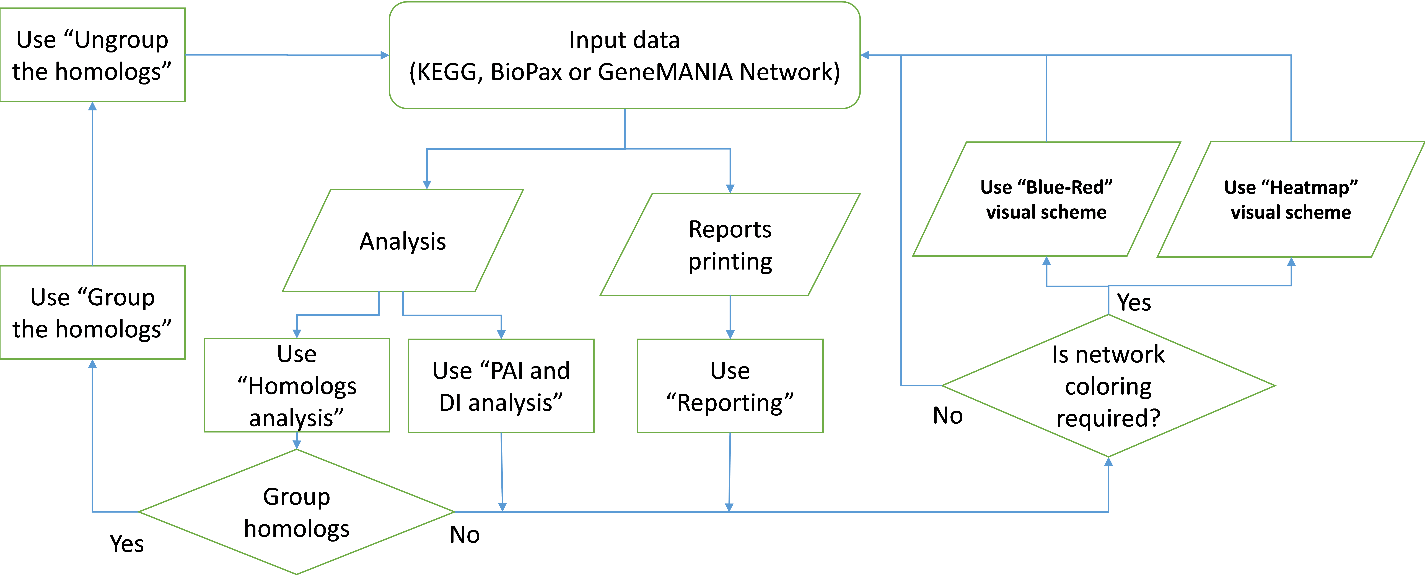 Use “Ungroup
the homologs”
Input data
(KEGG, BioPax or GeneMANIA Network)
Use “Blue-Red”
visual scheme
Use “Heatmap”
visual scheme
Analysis
Reports
printing
Use “Group
the homologs”
Yes
Use
“Homologs
analysis”
Use “PAI and
DI analysis”
Use
“Reporting”
Is network
coloring
required?
No
Group
homologs
Yes
No